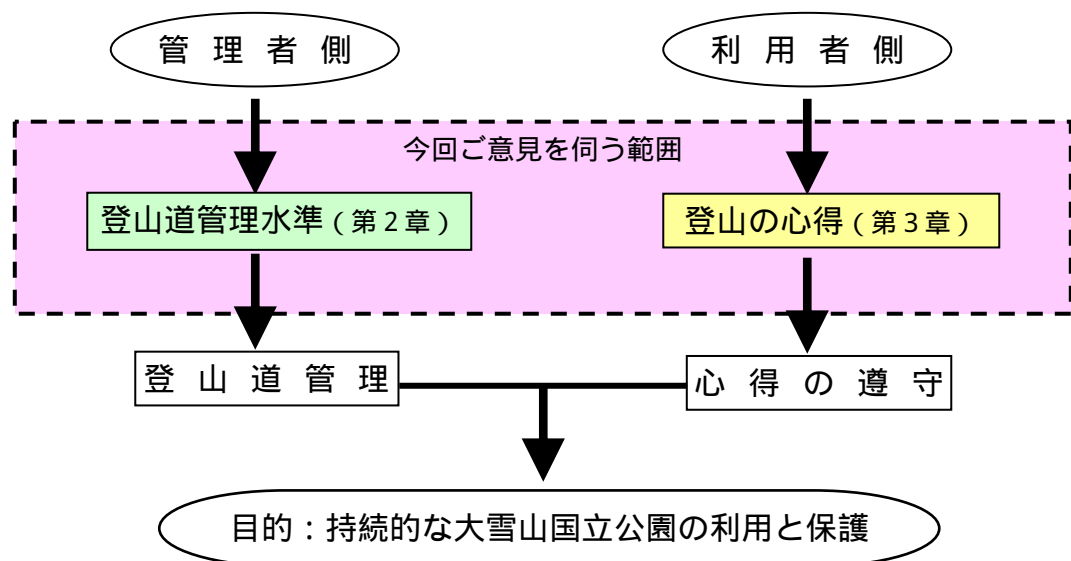 管理者側
利用者側
今回ご意見を伺う範囲
登山道管理水準（第２章）
登山の心得（第３章）
登山道管理
心得の遵守
目的：持続的な大雪山国立公園の利用と保護